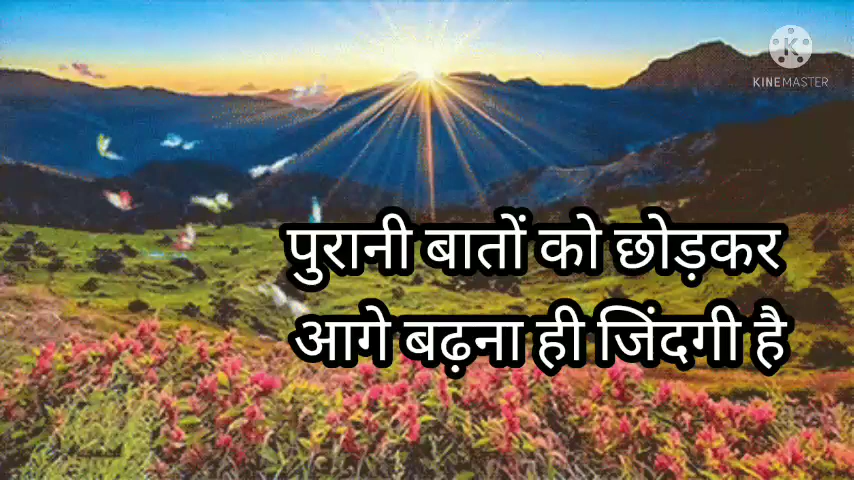 KINEMASTER
पुरानी बातों को छोड़कर
आगे बढ़ना ही जिंदगी है